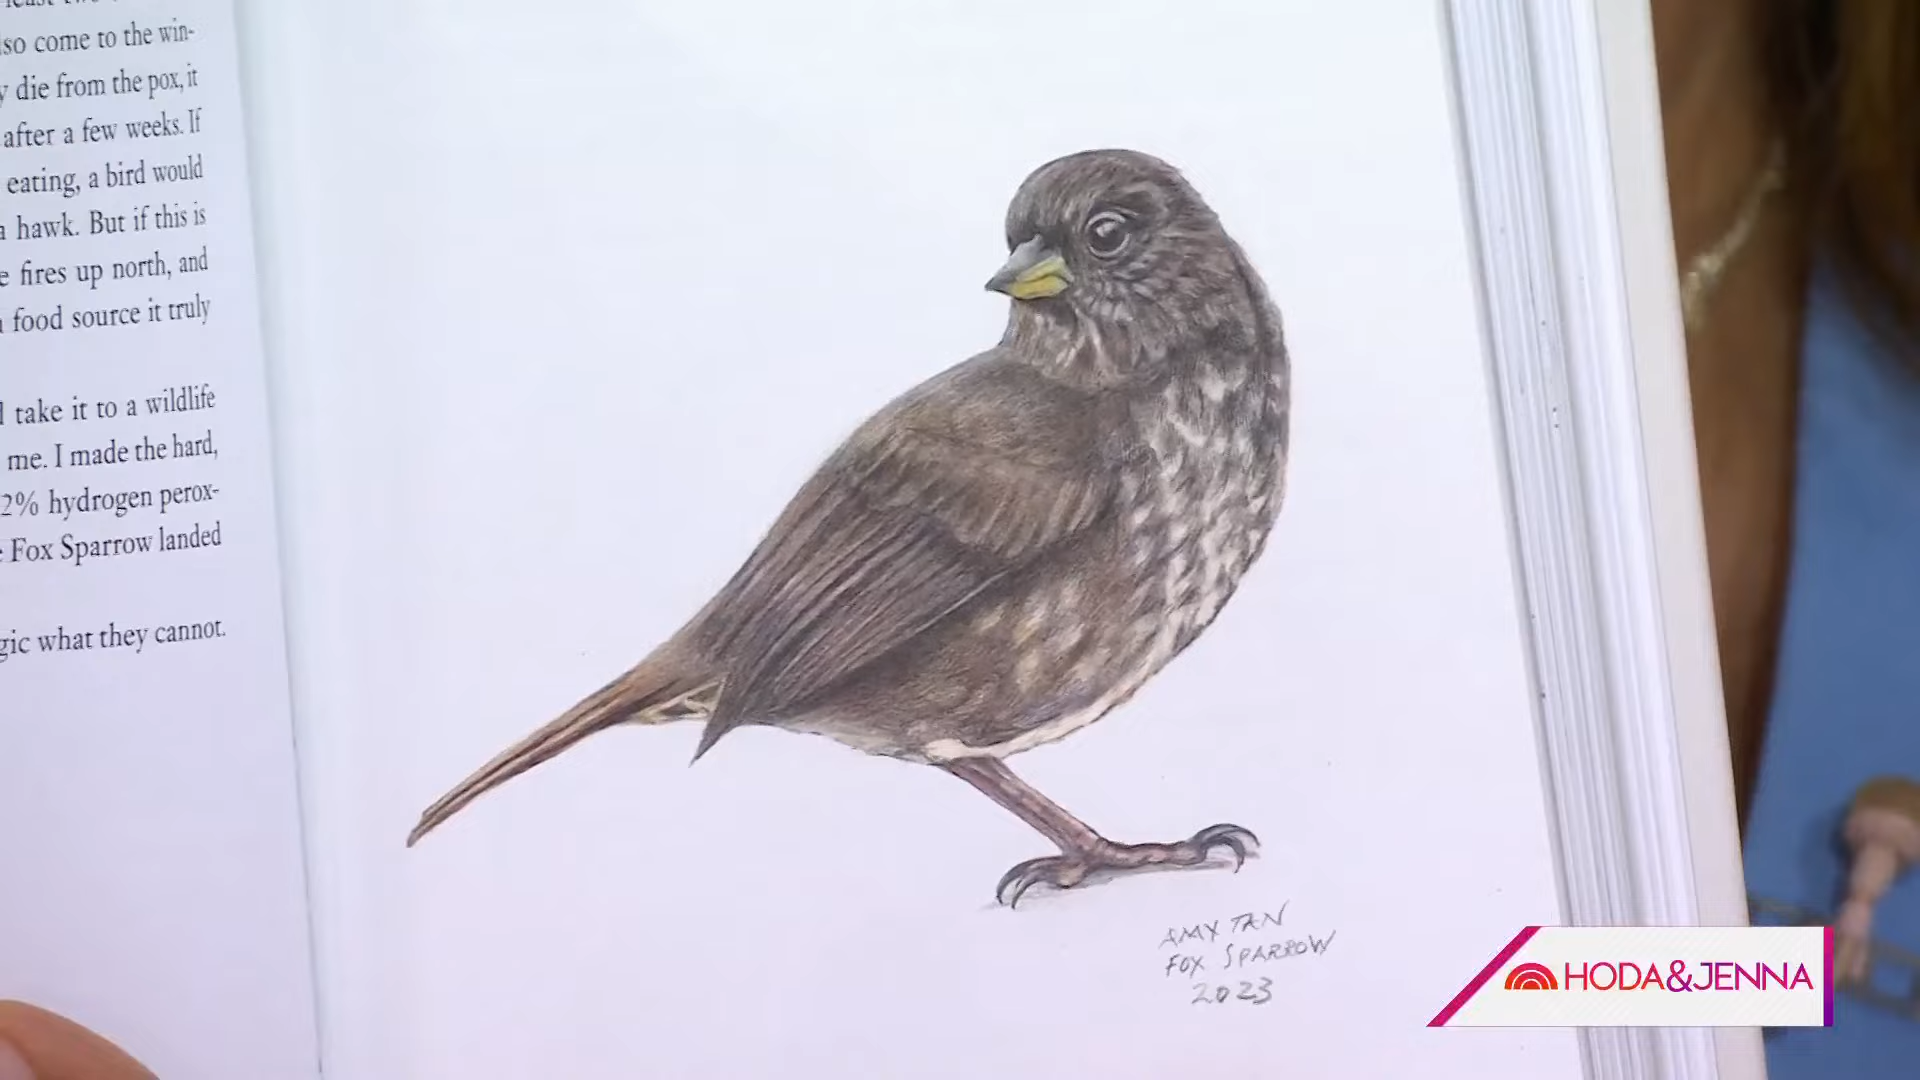 so come to the win-
die from the pox, it
after a few weeks. If
eating, a bird would
hawk. But if this is
fires up north, and
food source it truly
take it to a wildlife
me. I made the hard,
2% hydrogen perox-
Fox Sparrow landed
gic what they cannot.
AMY TAN
FOX SPARROW
2023
HODA&JENNA